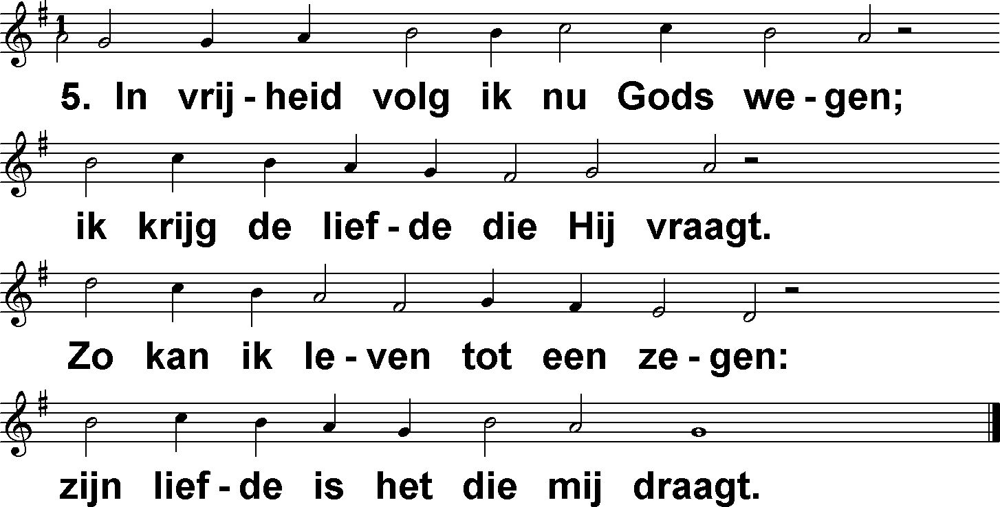 1
5. In vrij - heid volg ik nu Gods we - gen;
ik krijg de lief - de die Hij vraagt.
Zo kan ik le - ven tot een ze - gen:
zijn lief - de is het die mij draagt.